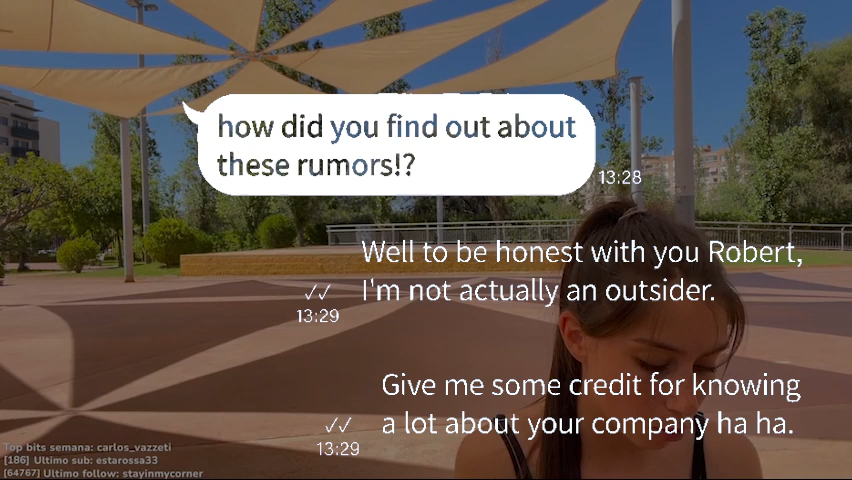 how did you find out about
these rumors!?
13:28
Well to be honest with you Robert,
I'm not actually an outsider.
13:29
Give me some credit for knowing
a lot about your company ha ha.
13:29
Top bits semana: carlos_vazzeti
[186] Ultimo sub: estarossa33
[64767] Ultimo follow: stayinmycorner